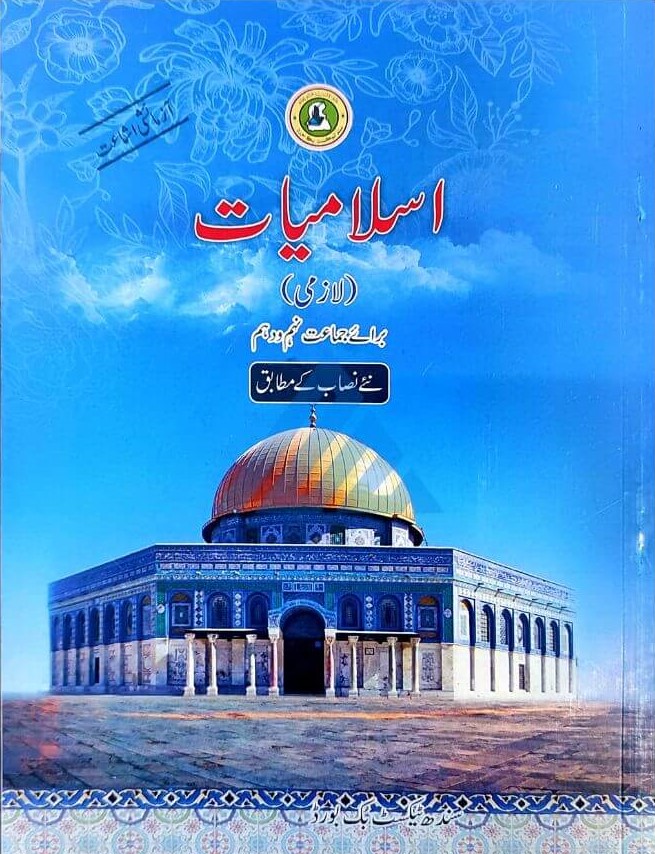 آزمائشی اشاعت
اسلامیات
(لازمی)
برائے جماعت نہم و دہم
نئے نصاب کے مطابق
سندھ ٹیکسٹ بک بورڈ